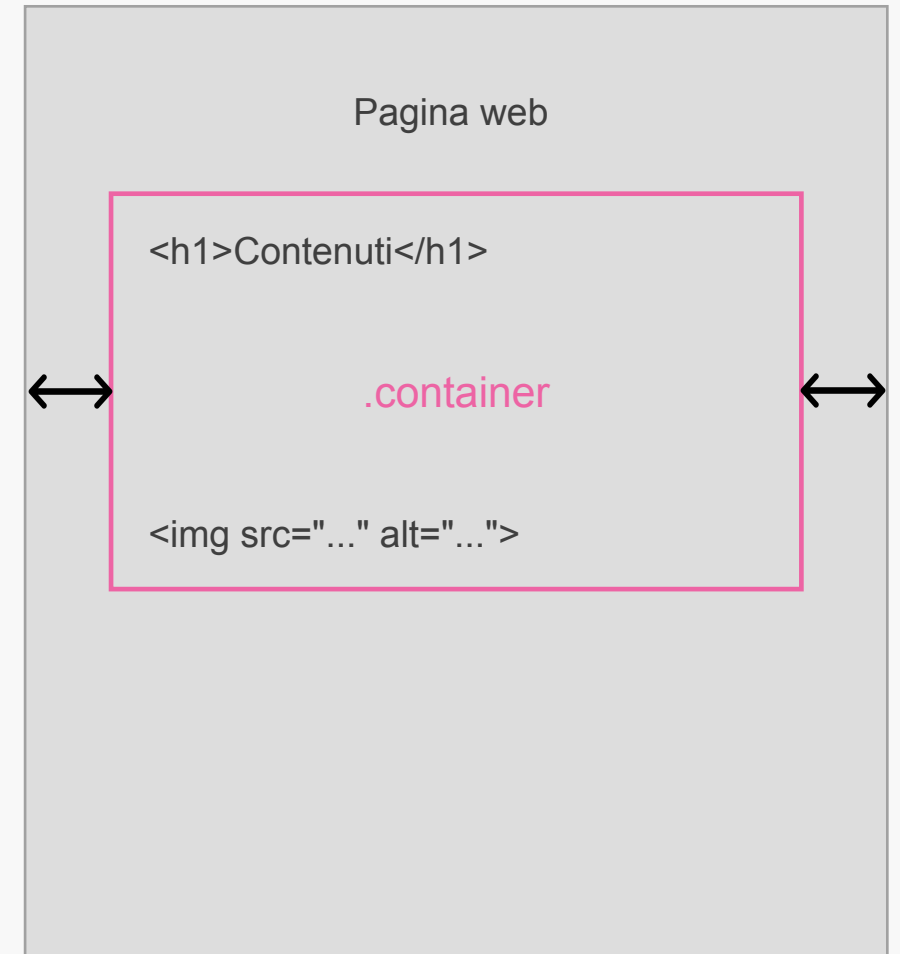 Pagina web
<h1>Contenuti</h1>
.container
<img src="..." alt="...">